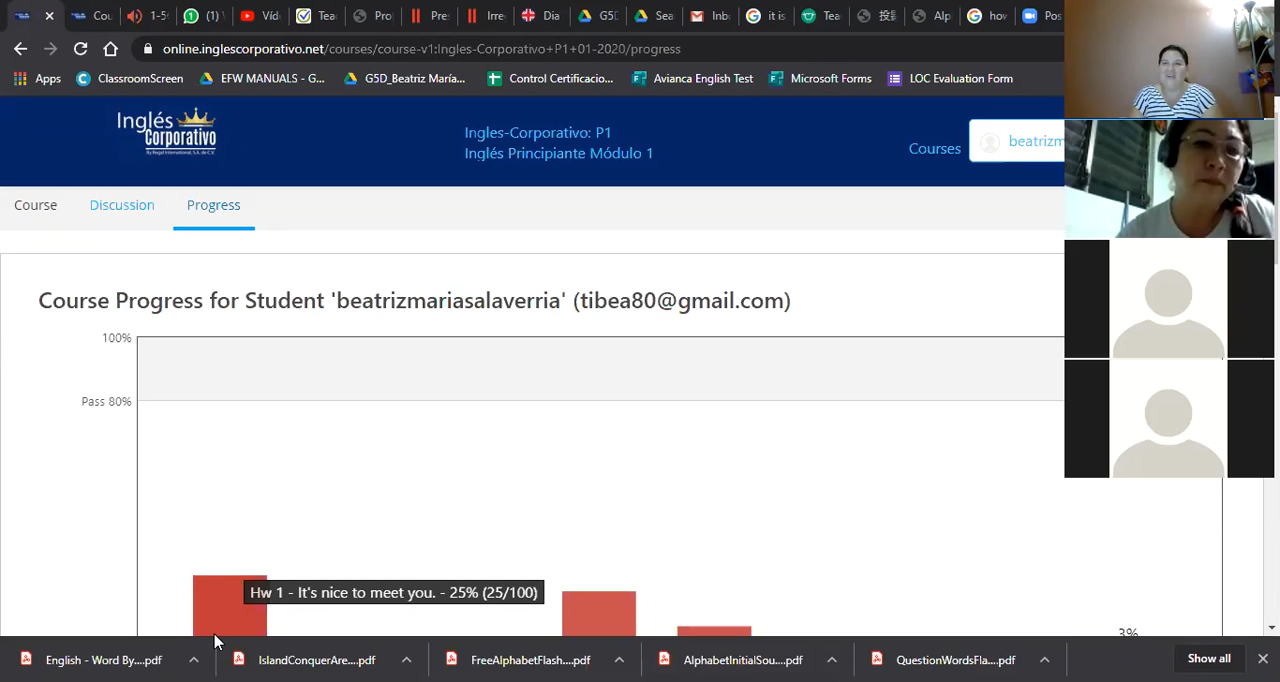 Cou
1-5
(1)
Vid
Tea
Pro
Pre
Irre
Dia
G5D
Sea
Inb
it is
Tea
投影
Alp
how
Pos
online.inglescorporativo.net/courses/course-v1:Ingles-Corporativo+P1+01-2020/progress
Apps ClassroomScreen EFW MANUALS - G... G5D_Beatriz María... Control Certificacio... Avianca English Test Microsoft Forms LOC Evaluation Form
Inglés
Corporativo
Ingles-Corporativo: P1
Inglés Principiante Módulo 1
Courses
beatrizm
Course Discussion Progress
Course Progress for Student 'beatrizmariasalaverria' (tibea80@gmail.com)
100%
Pass 80%
Hw 1 - It's nice to meet you. - 25% (25/100)
3%
English - Word By....pdf IslandConquerAre....pdf FreeAlphabetFlash....pdf AlphabetInitialSou....pdf QuestionWordsFla....pdf Show all